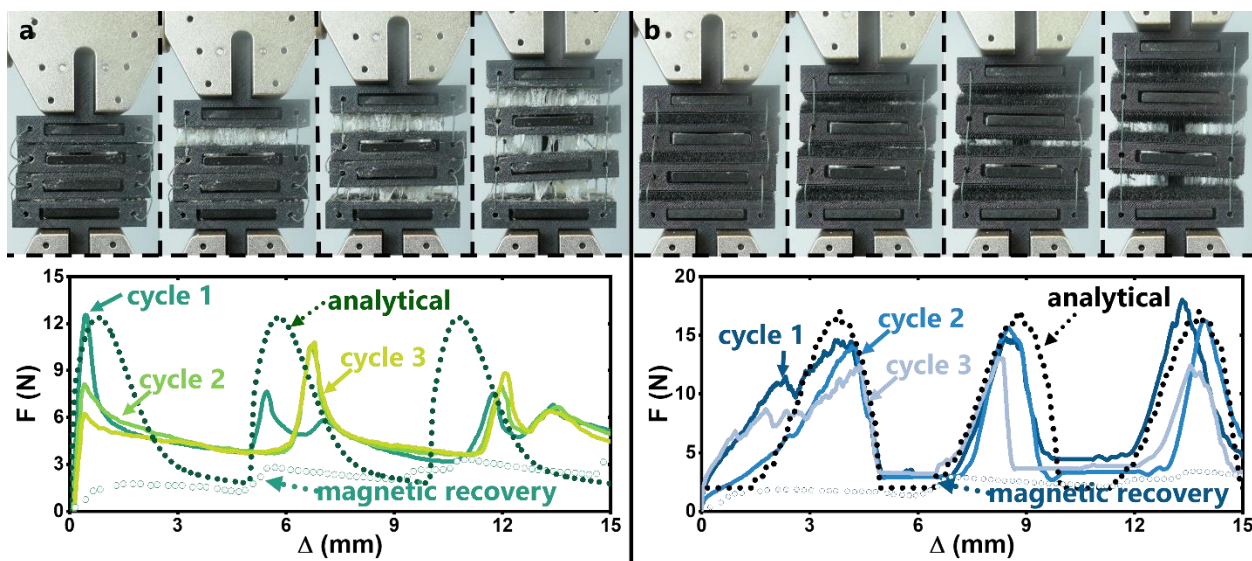 a
b
15
12
9
6
3
0
F (N)
cycle 1
analytical
cycle 2
cycle 3
magnetic recovery
0 3 6 9 12 15
Δ (mm)
20
15
10
5
0
F (N)
cycle 1
cycle 2
analytical
cycle 3
magnetic recovery
0 3 6 9 12 15
Δ (mm)